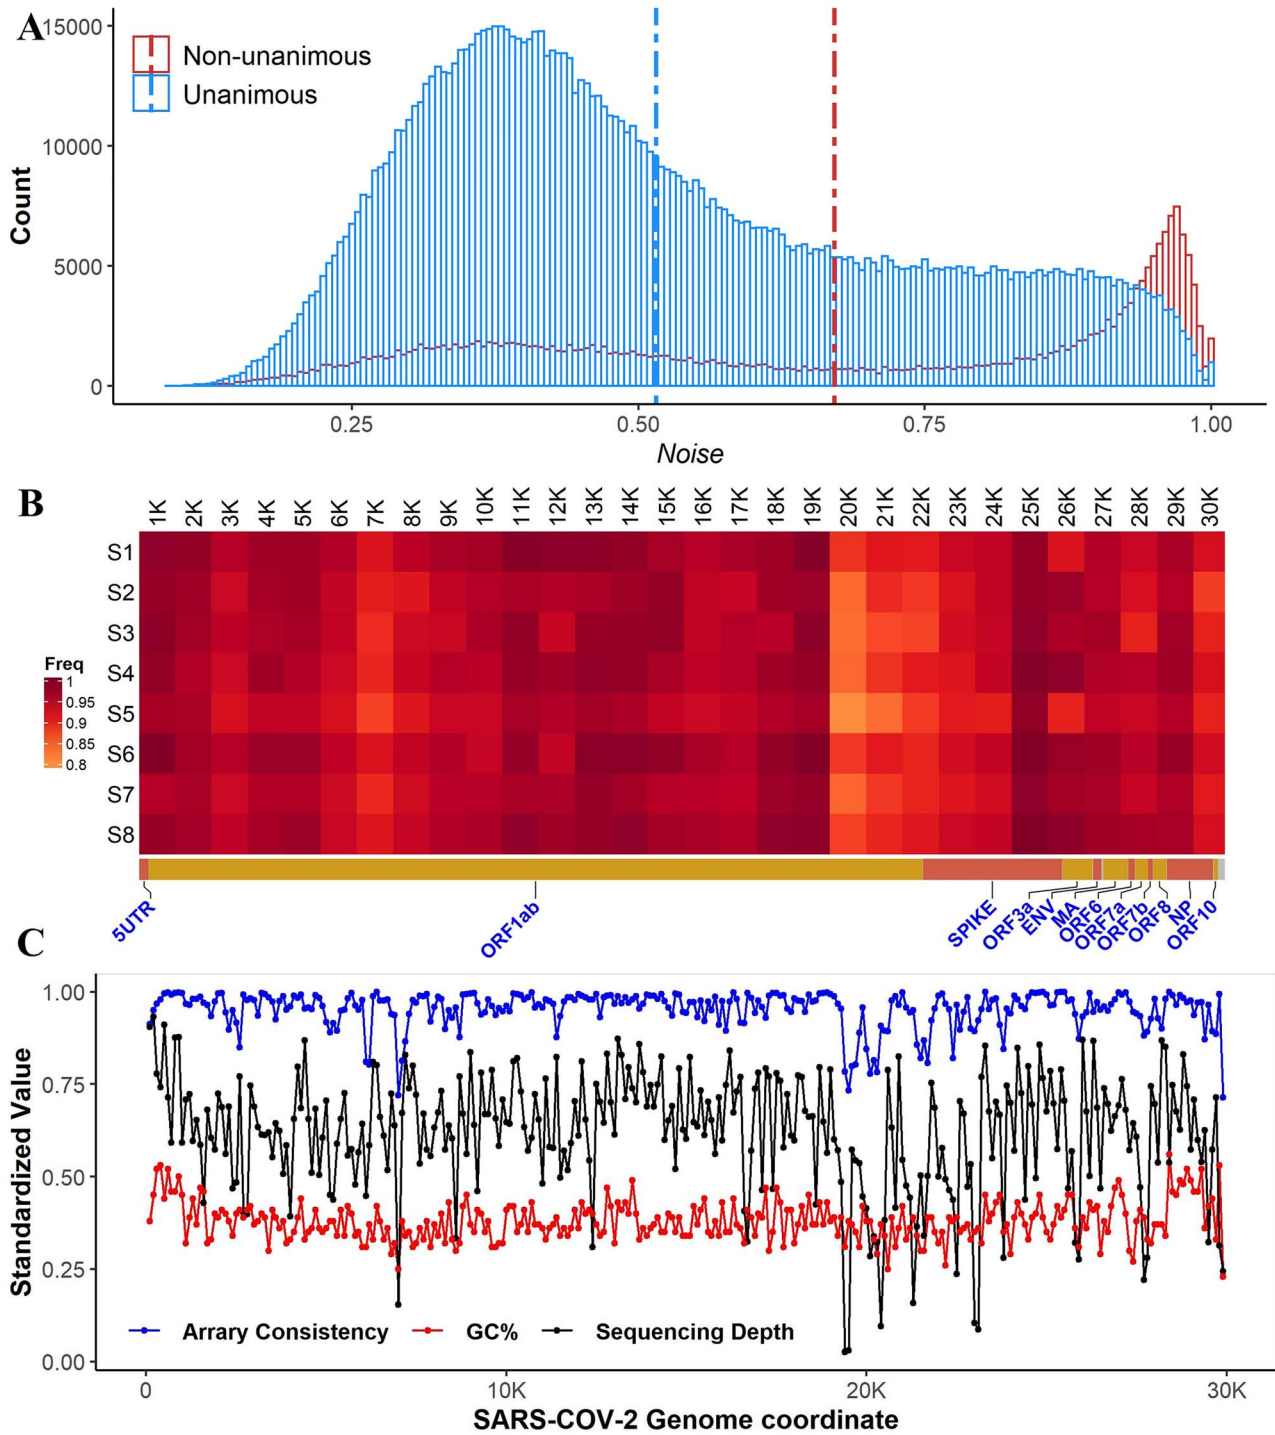 A
15000
10000
5000
0
Count
Non-unanimous
Unanimous
0.25 0.50 0.75 1.00
Noise
B
1K 2K 3K 4K 5K 6K 7K 8K 9K 10K 11K 12K 13K 14K 15K 16K 17K 18K 19K 20K 21K 22K 23K 24K 25K 26K 27K 28K 29K 30K
S1
S2
S3
S4
S5
S6
S7
S8
Freq
1
0.95
0.9
0.85
0.8
5UTR ORF1ab SPIKE ORF3a ENV MA ORF6 ORF7a ORF7b ORF8 NP ORF10
C
1.00
0.75
0.50
0.25
0.00
Standardized Value
Arrary Consistency GC% Sequencing Depth
0 10K 20K 30K
SARS-COV-2 Genome coordinate